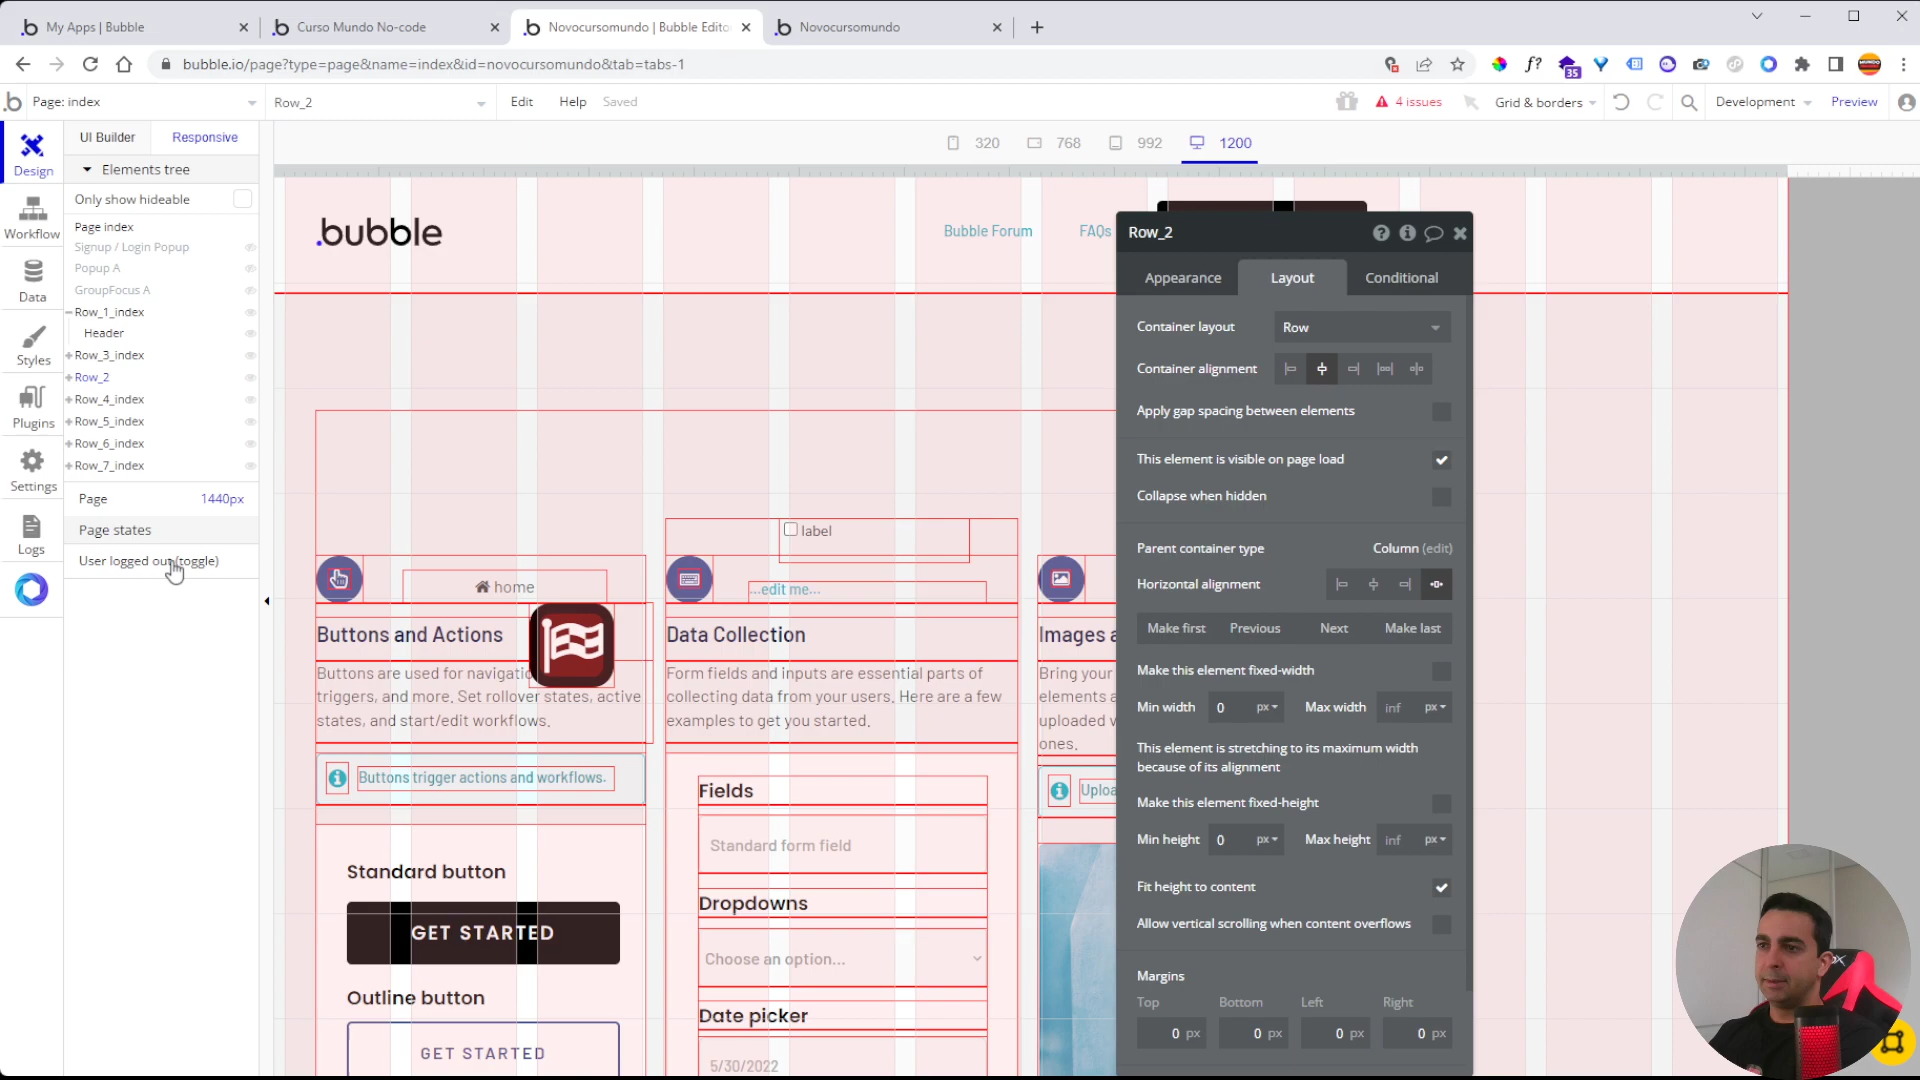 My Apps | Bubble
Curso Mundo No-code
Novocursomundo | Bubble Edito
Novocursomundo
bubble.io/page?type=page&name=index&id=novocursomundo&tab=tabs-1
35
Page: index
Row_2
Edit
Help
Saved
4 issues
Grid & borders
Development
Preview
Design
Workflow
Data
Styles
Plugins
Settings
Logs
UI Builder
Responsive
Elements tree
Only show hideable
Page index
Signup / Login Popup
Popup A
GroupFocus A
Row_1_index
Header
Row_3_index
Row_2
Row_4_index
Row_5_index
Row_6_index
Row_7_index
Page
1440px
Page states
User logged out (toggle)
320
768
992
1200
.bubble
Bubble Forum
FAQs
label
home
...edit me...
Buttons and Actions
Buttons are used for navigatio
triggers, and more. Set rollover states, active
states, and start/edit workflows.
Buttons trigger actions and workflows.
Standard button
GET STARTED
Outline button
GET STARTED
Data Collection
Form fields and inputs are essential parts of
collecting data from your users. Here are a few
examples to get you started.
Fields
Standard form field
Dropdowns
Choose an option...
Date picker
5/30/2022
Images a
Bring your
elements a
uploaded v
ones.
Uploa
Row_2
Appearance
Layout
Conditional
Container layout
Row
Container alignment
Apply gap spacing between elements
This element is visible on page load
Collapse when hidden
Parent container type
Column (edit)
Horizontal alignment
Make first
Previous
Next
Make last
Make this element fixed-width
Min width
0
px
Max width
inf
px
This element is stretching to its maximum width
because of its alignment
Make this element fixed-height
Min height
0
px
Max height
inf
px
Fit height to content
Allow vertical scrolling when content overflows
Margins
Top
Bottom
Left
Right
0 px
0 px
0 px
0 px